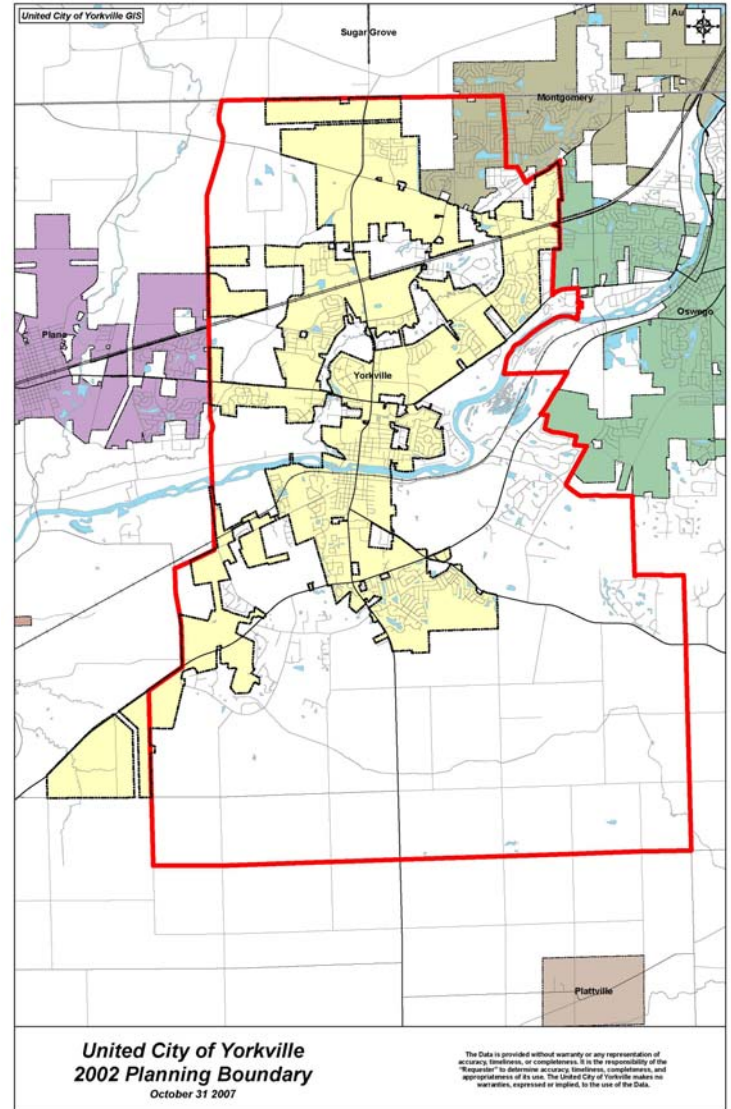 United City of Yorkville GIS
Sugar Grove
Au
Montgomery
Plano
Oswego
Yorkville
Plattville
United City of Yorkville
2002 Planning Boundary
October 31 2007
The Data is provided without warranty or any representation of
accuracy, timeliness, or completeness. It is the responsibility of the
"Requester" to determine accuracy, timeliness, completeness, and
appropriateness of its use. The United City of Yorkville makes no
warranties, expressed or implied, to the use of the Data.